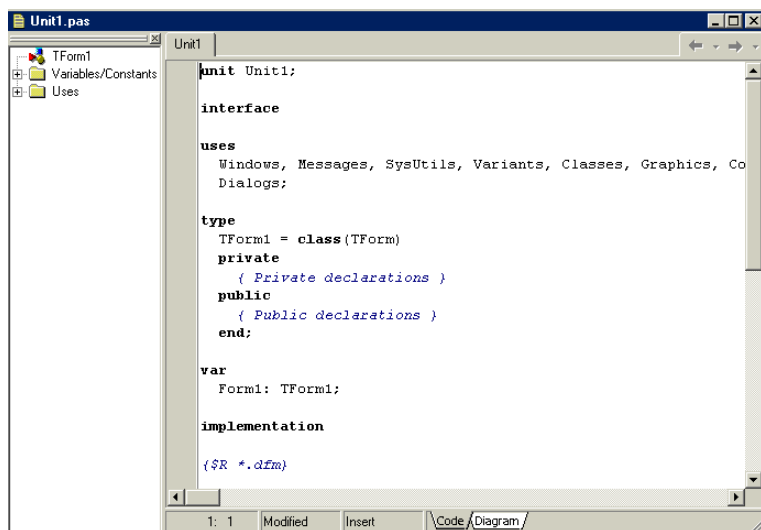 Unit1.pas
TForm1
Variables/Constants
Uses
Unit1
unit Unit1;
interface
uses
Windows, Messages, SysUtils, Variants, Classes, Graphics, Co
Dialogs;
type
TForm1 = class(TForm)
private
{ Private declarations }
public
{ Public declarations }
end;
var
Form1: TForm1;
implementation
{$R *.dfm}
1: 1 Modified Insert Code Diagram